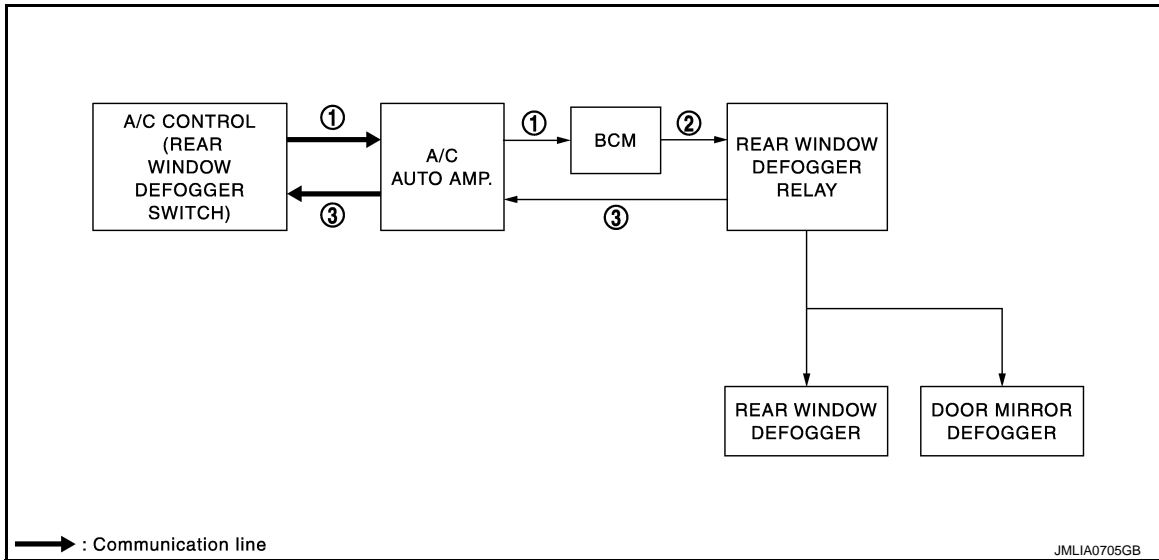 A/C CONTROL
(REAR
WINDOW
DEFOGGER
SWITCH)
①
③
A/C
AUTO AMP.
①
BCM
②
③
REAR WINDOW
DEFOGGER
RELAY
REAR WINDOW
DEFOGGER
DOOR MIRROR
DEFOGGER
: Communication line
JMLIA0705GB